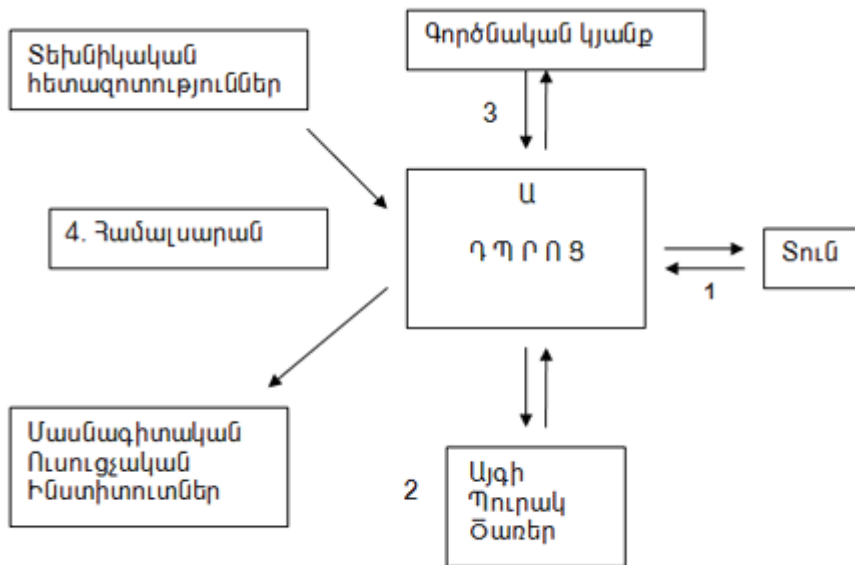 Տեխնիկական
հետազոտություններ
Գործնական կյանք
3
Ա
ԴՊՐՈՑ
4. Համալսարան
Տուն
1
Մասնագիտական
Ուսուցչական
Ինստիտուտներ
2
Այգի
Պուրակ
Ծառեր